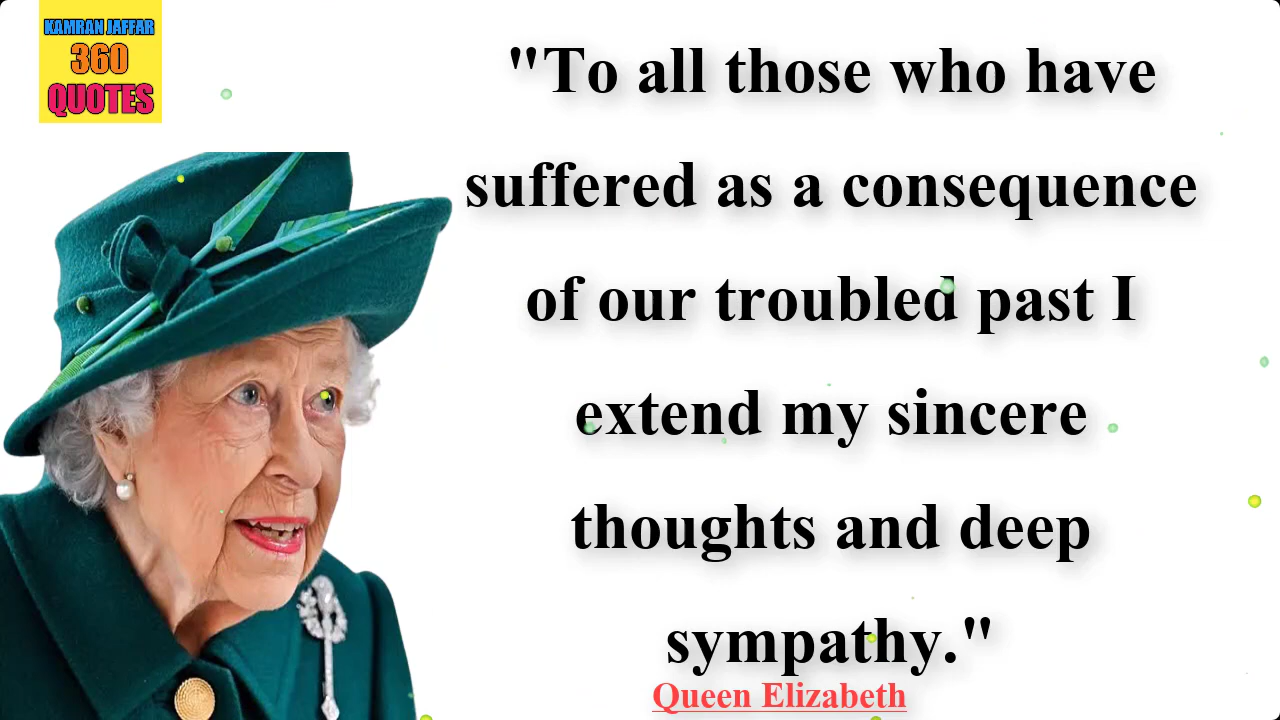 KAMRAN JAFFAR
360
QUOTES
"To all those who have
suffered as a consequence
of our troubled past I
extend my sincere
thoughts and deep
sympathy."
Queen Elizabeth